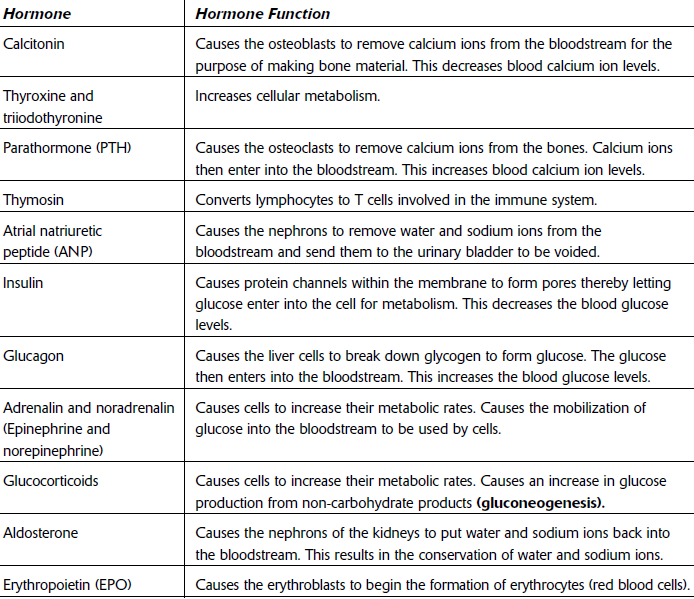 Hormone Hormone Function
Calcitonin Causes the osteoblasts to remove calcium ions from the bloodstream for the
purpose of making bone material. This decreases blood calcium ion levels.
Thyroxine and Increases cellular metabolism.
triiodothyronine
Parathormone (PTH) Causes the osteoclasts to remove calcium ions from the bones. Calcium ions
then enter into the bloodstream. This increases blood calcium ion levels.
Thymosin Converts lymphocytes to T cells involved in the immune system.
Atrial natriuretic Causes the nephrons to remove water and sodium ions from the
peptide (ANP) bloodstream and send them to the urinary bladder to be voided.
Insulin Causes protein channels within the membrane to form pores thereby letting
glucose enter into the cell for metabolism. This decreases the blood glucose
levels.
Glucagon Causes the liver cells to break down glycogen to form glucose. The glucose
then enters into the bloodstream. This increases the blood glucose levels.
Adrenalin and noradrenalin Causes cells to increase their metabolic rates. Causes the mobilization of
(Epinephrine and glucose into the bloodstream to be used by cells.
norepinephrine)
Glucocorticoids Causes cells to increase their metabolic rates. Causes an increase in glucose
production from non-carbohydrate products (gluconeogenesis).
Aldosterone Causes the nephrons of the kidneys to put water and sodium ions back into
the bloodstream. This results in the conservation of water and sodium ions.
Erythropoietin (EPO) Causes the erythroblasts to begin the formation of erythrocytes (red blood cells).